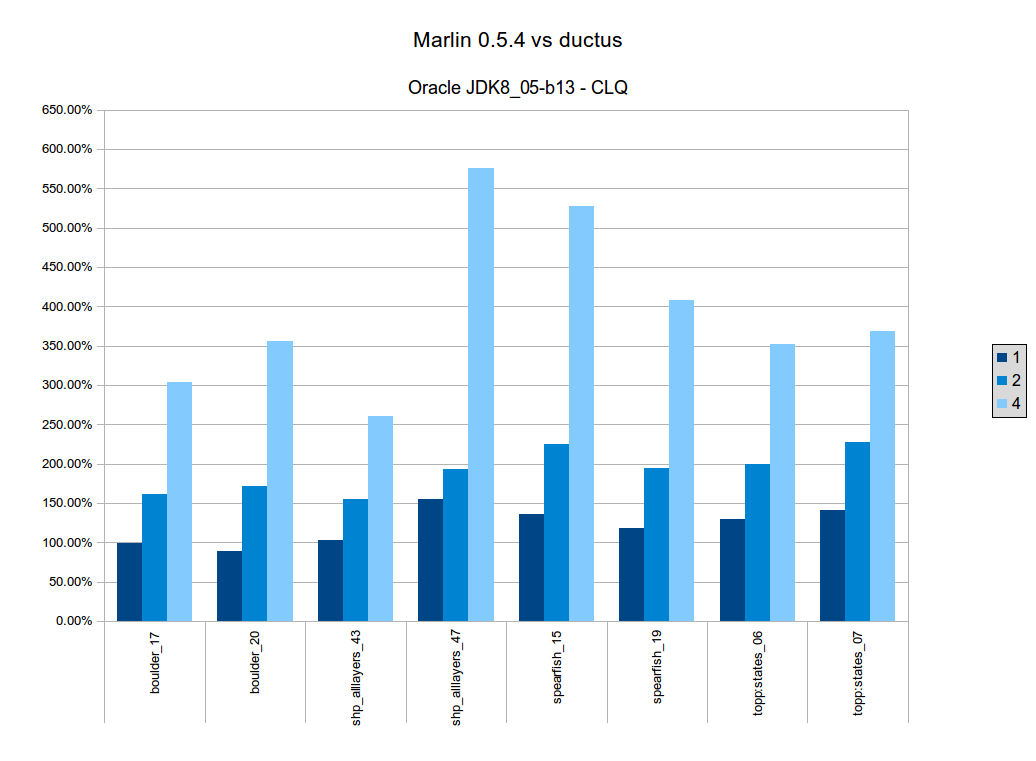 Marlin 0.5.4 vs ductus
Oracle JDK8_05-b13 - CLQ
650.00%
600.00%
550.00%
500.00%
450.00%
400.00%
350.00%
300.00%
250.00%
200.00%
150.00%
100.00%
50.00%
0.00%
boulder_17
boulder_20
shp_alllayers_43
shp_alllayers_47
spearfish_15
spearfish_19
topp:states_06
topp:states_07
1
2
4